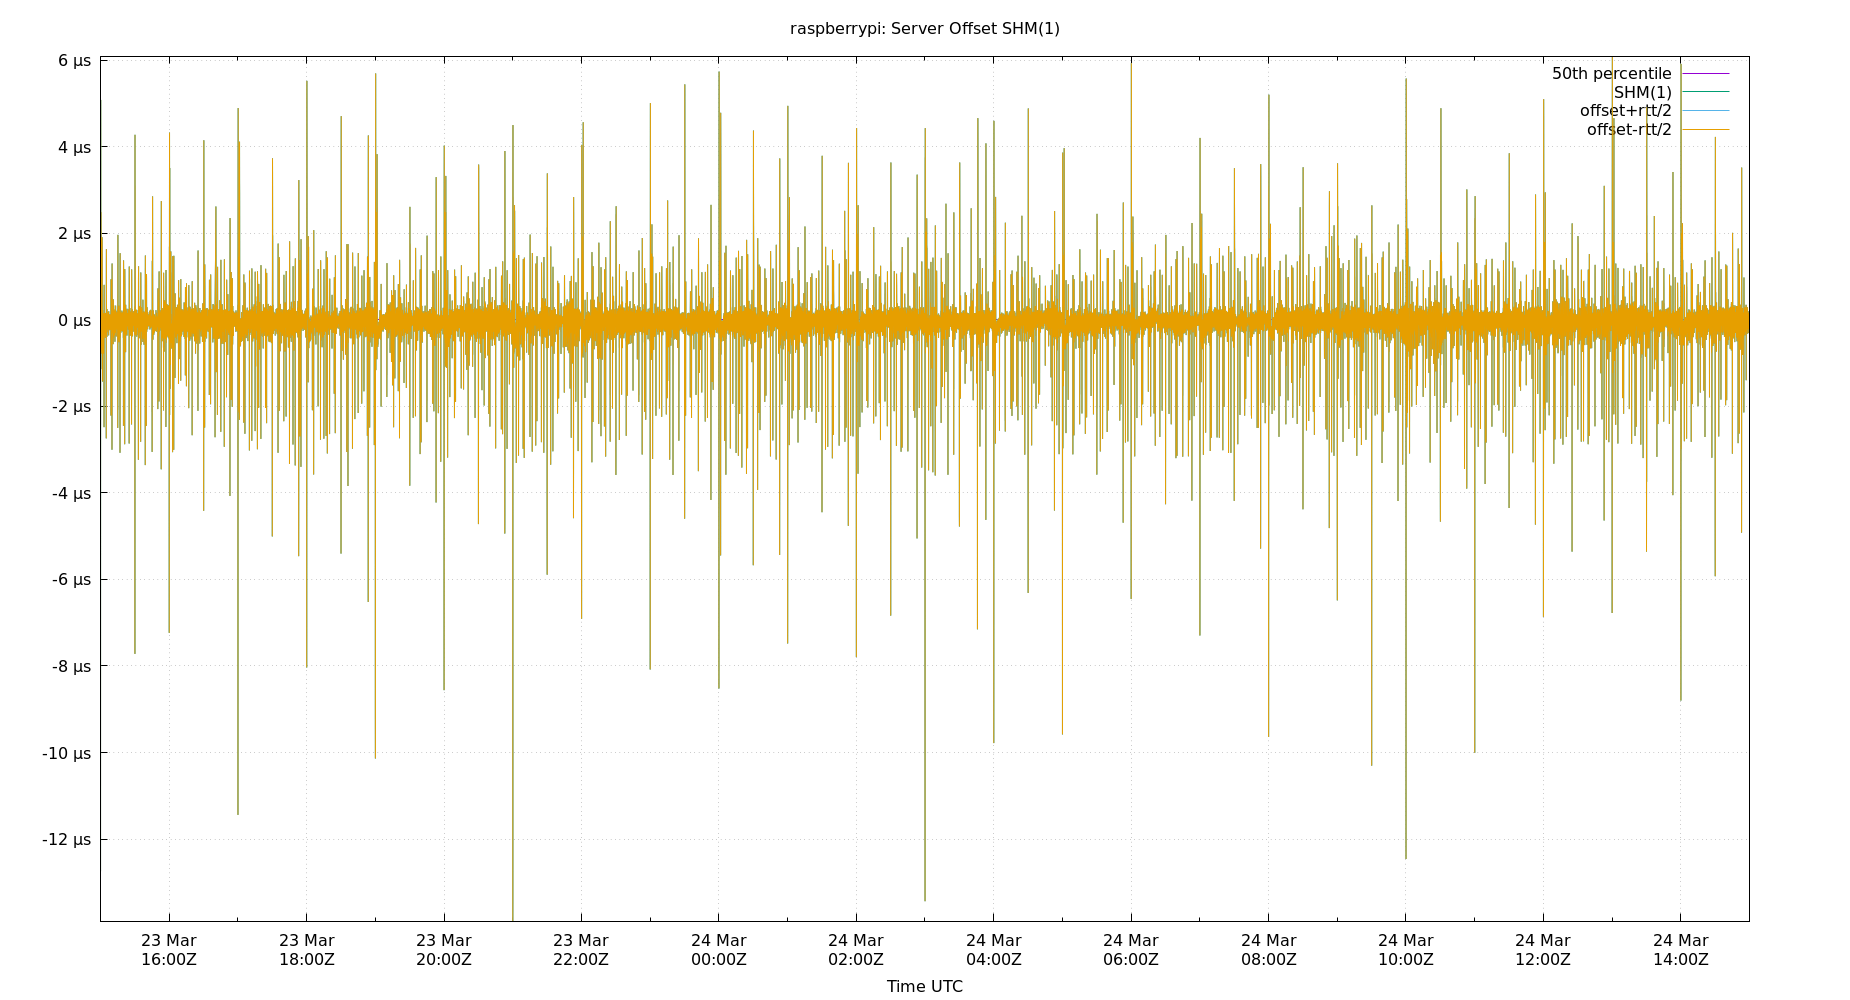 raspberrypi: Server Offset SHM(1)
6 µs
4 µs
2 µs
0 µs
-2 µs
-4 µs
-6 µs
-8 µs
-10 µs
-12 µs
50th percentile
SHM(1)
offset+rtt/2
offset-rtt/2
23 Mar 23 Mar 23 Mar 23 Mar 24 Mar 24 Mar 24 Mar 24 Mar 24 Mar 24 Mar 24 Mar 24 Mar
16:00Z 18:00Z 20:00Z 22:00Z 00:00Z 02:00Z 04:00Z 06:00Z 08:00Z 10:00Z 12:00Z 14:00Z
Time UTC